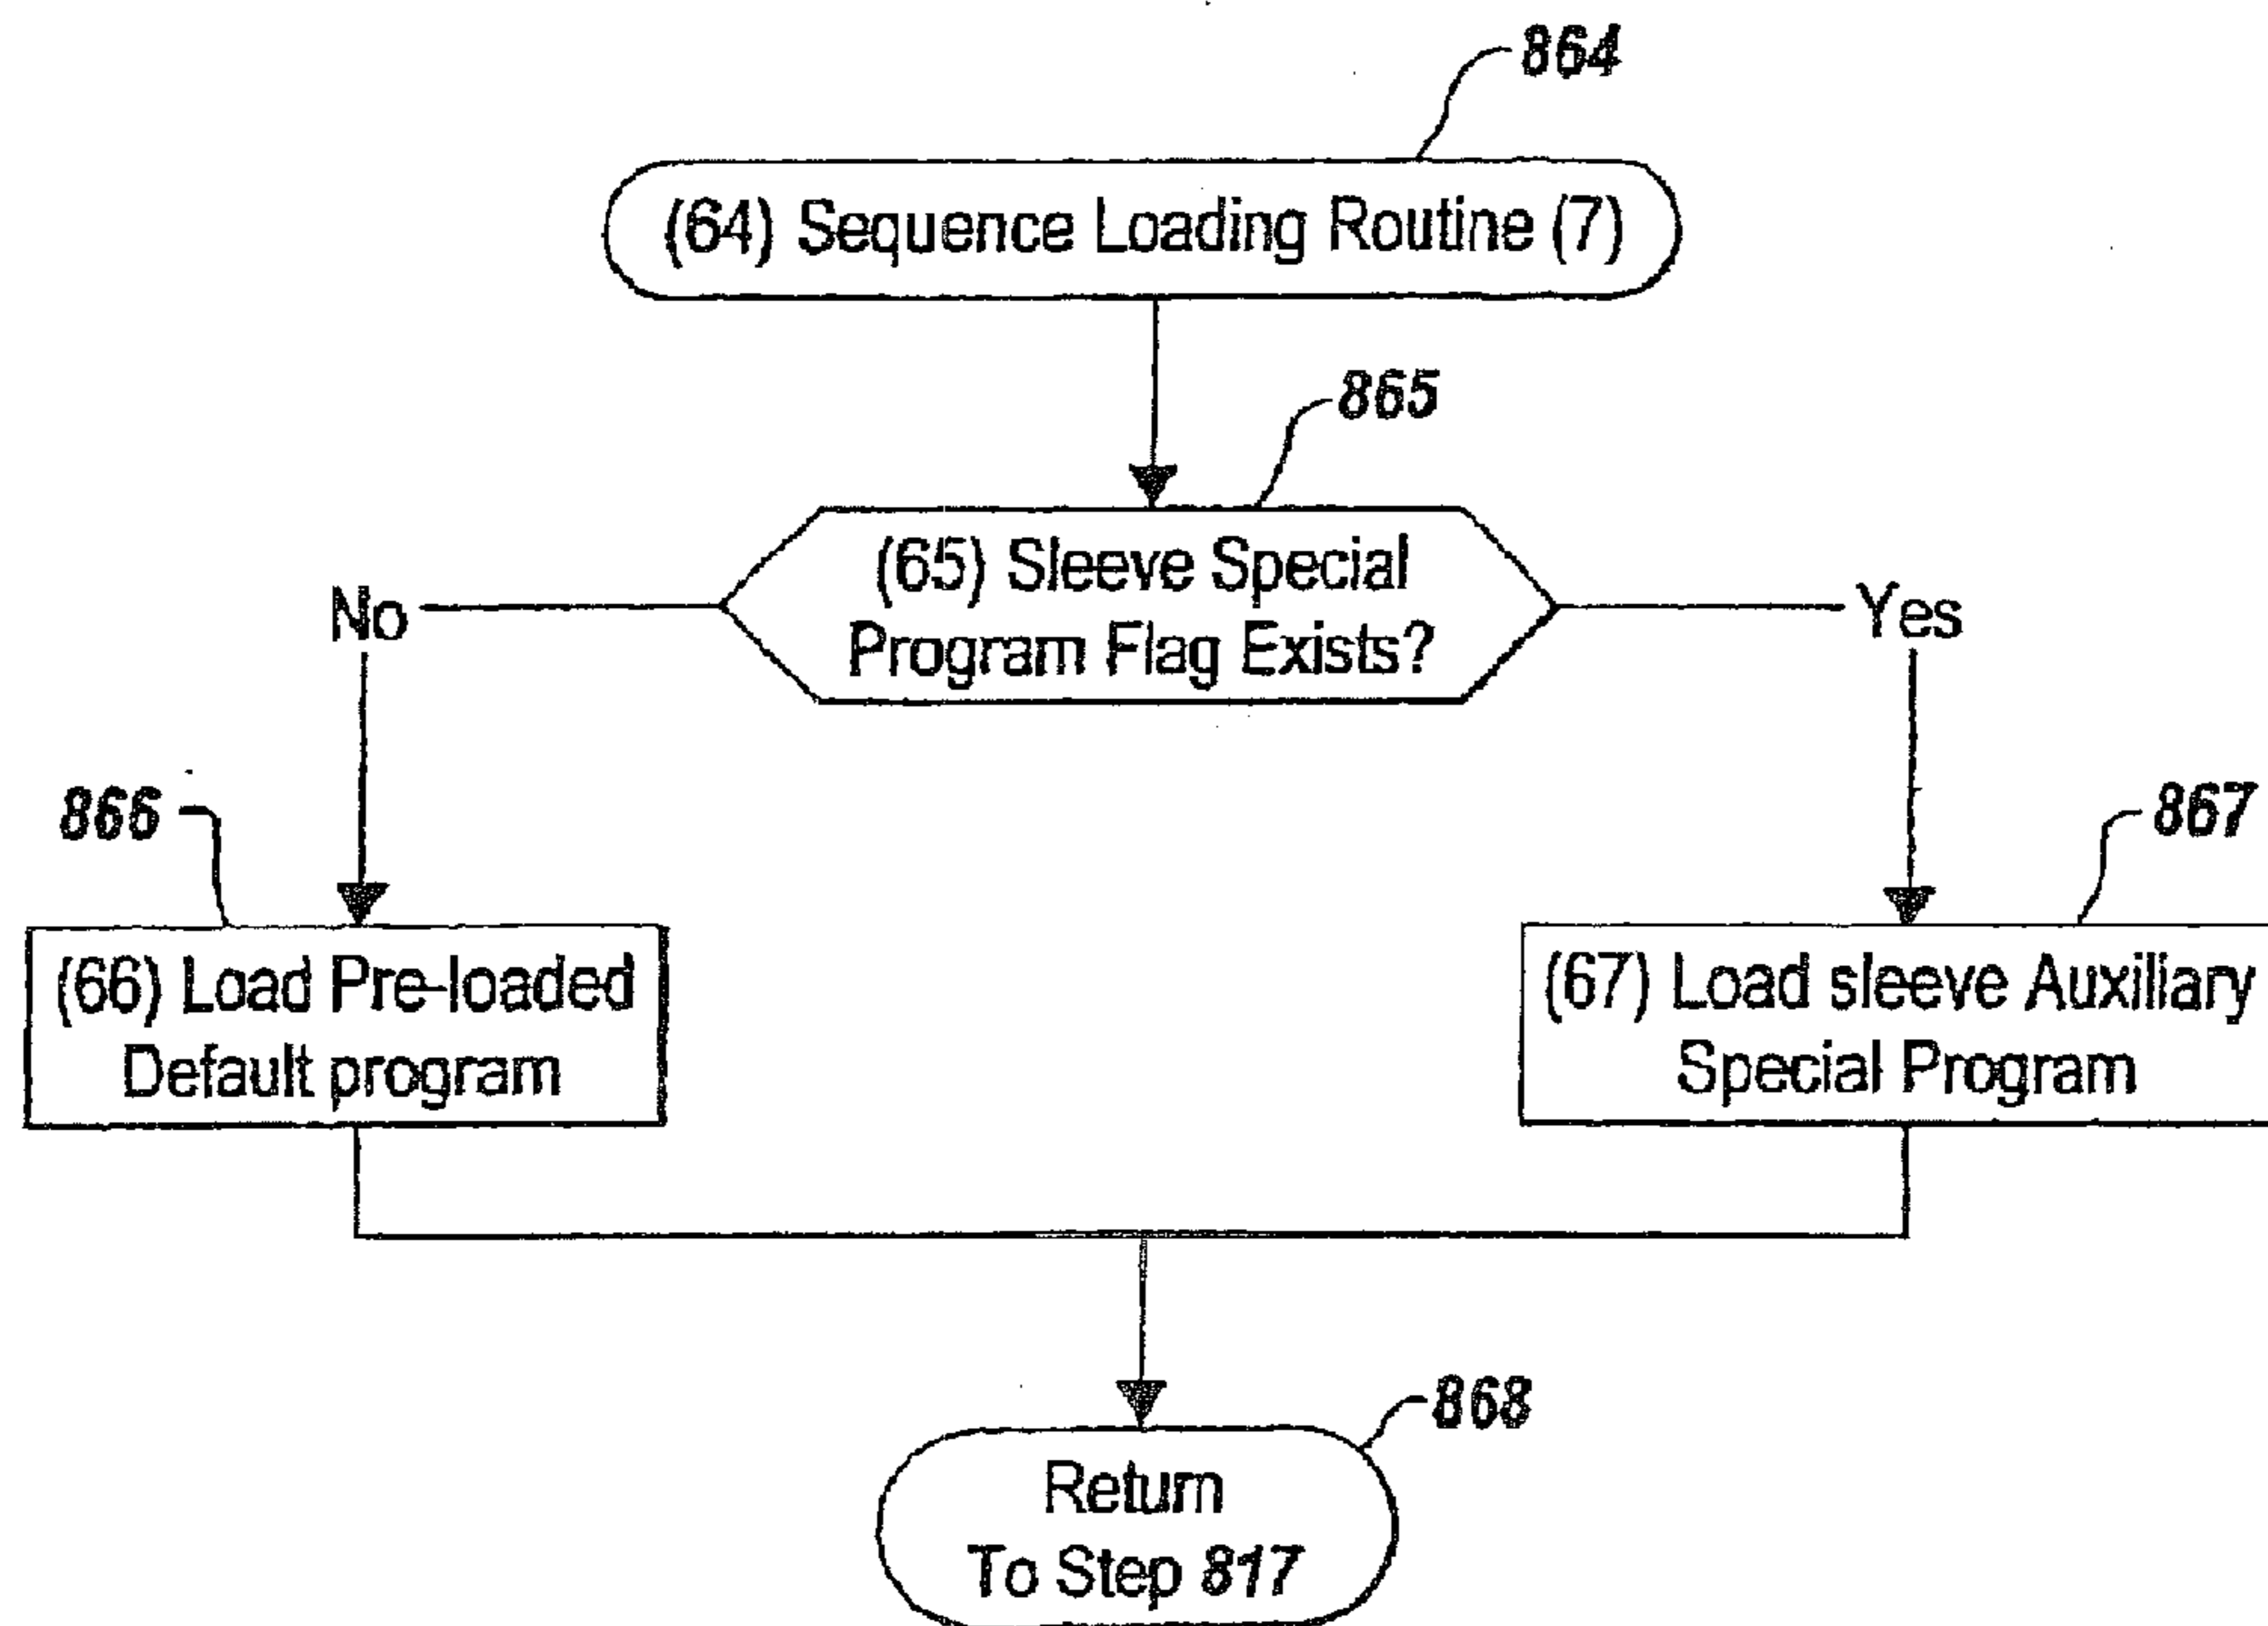 864
(64) Sequence Loading Routine (7)
865
(65) Sleeve Special
Program Flag Exists?
No
Yes
866
867
(66) Load Pre-loaded
Default program
(67) Load sleeve Auxiliary
Special Program
868
Return
To Step 817